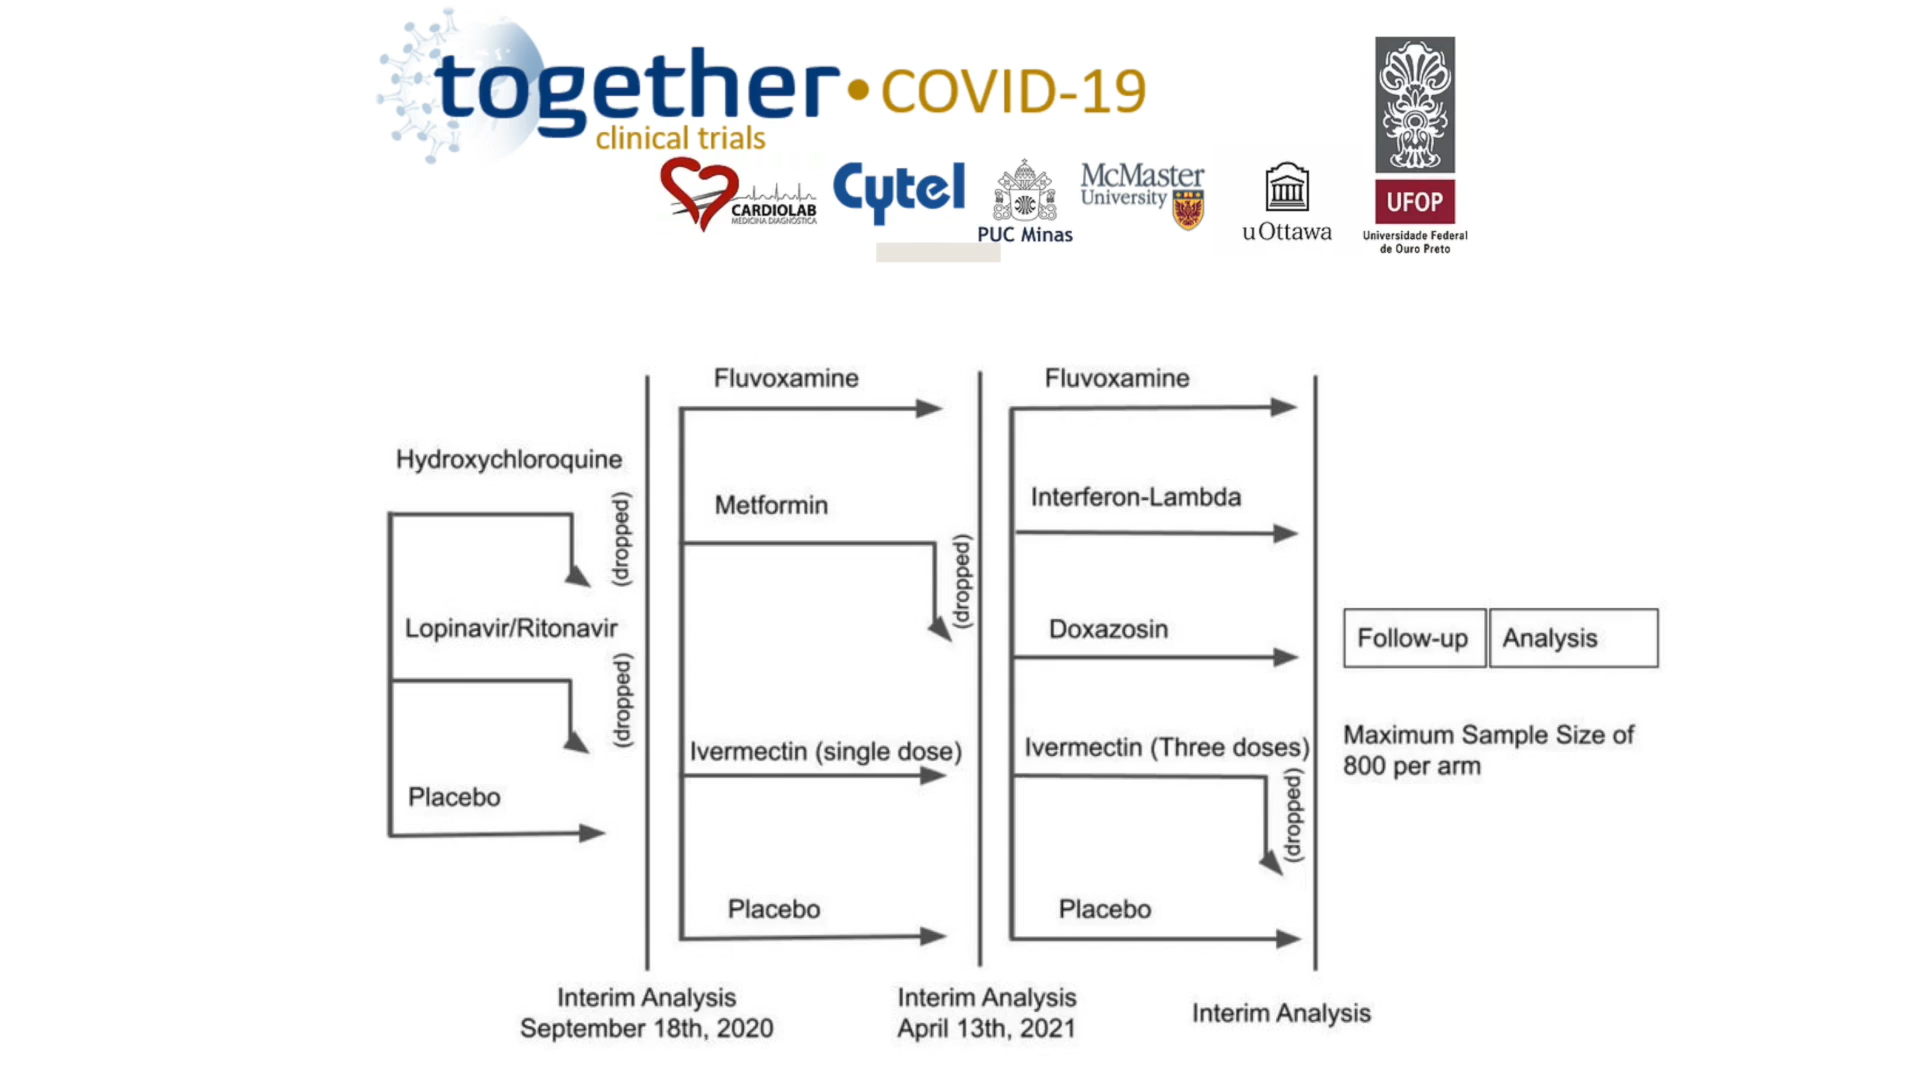 together • COVID-19
clinical trials
CARDIOLAB
MEDICINA DIAGNÓSTICA
Cytel
PUC Minas
McMaster
University
uOttawa
UFOP
Universidade Federal
de Ouro Preto
Hydroxychloroquine
(dropped)
Lopinavir/Ritonavir
(dropped)
Placebo
Fluvoxamine
Metformin
(dropped)
Ivermectin (single dose)
Placebo
Fluvoxamine
Interferon-Lambda
Doxazosin
Ivermectin (Three doses)
(dropped)
Placebo
Follow-up
Analysis
Maximum Sample Size of
800 per arm
Interim Analysis
September 18th, 2020
Interim Analysis
April 13th, 2021
Interim Analysis